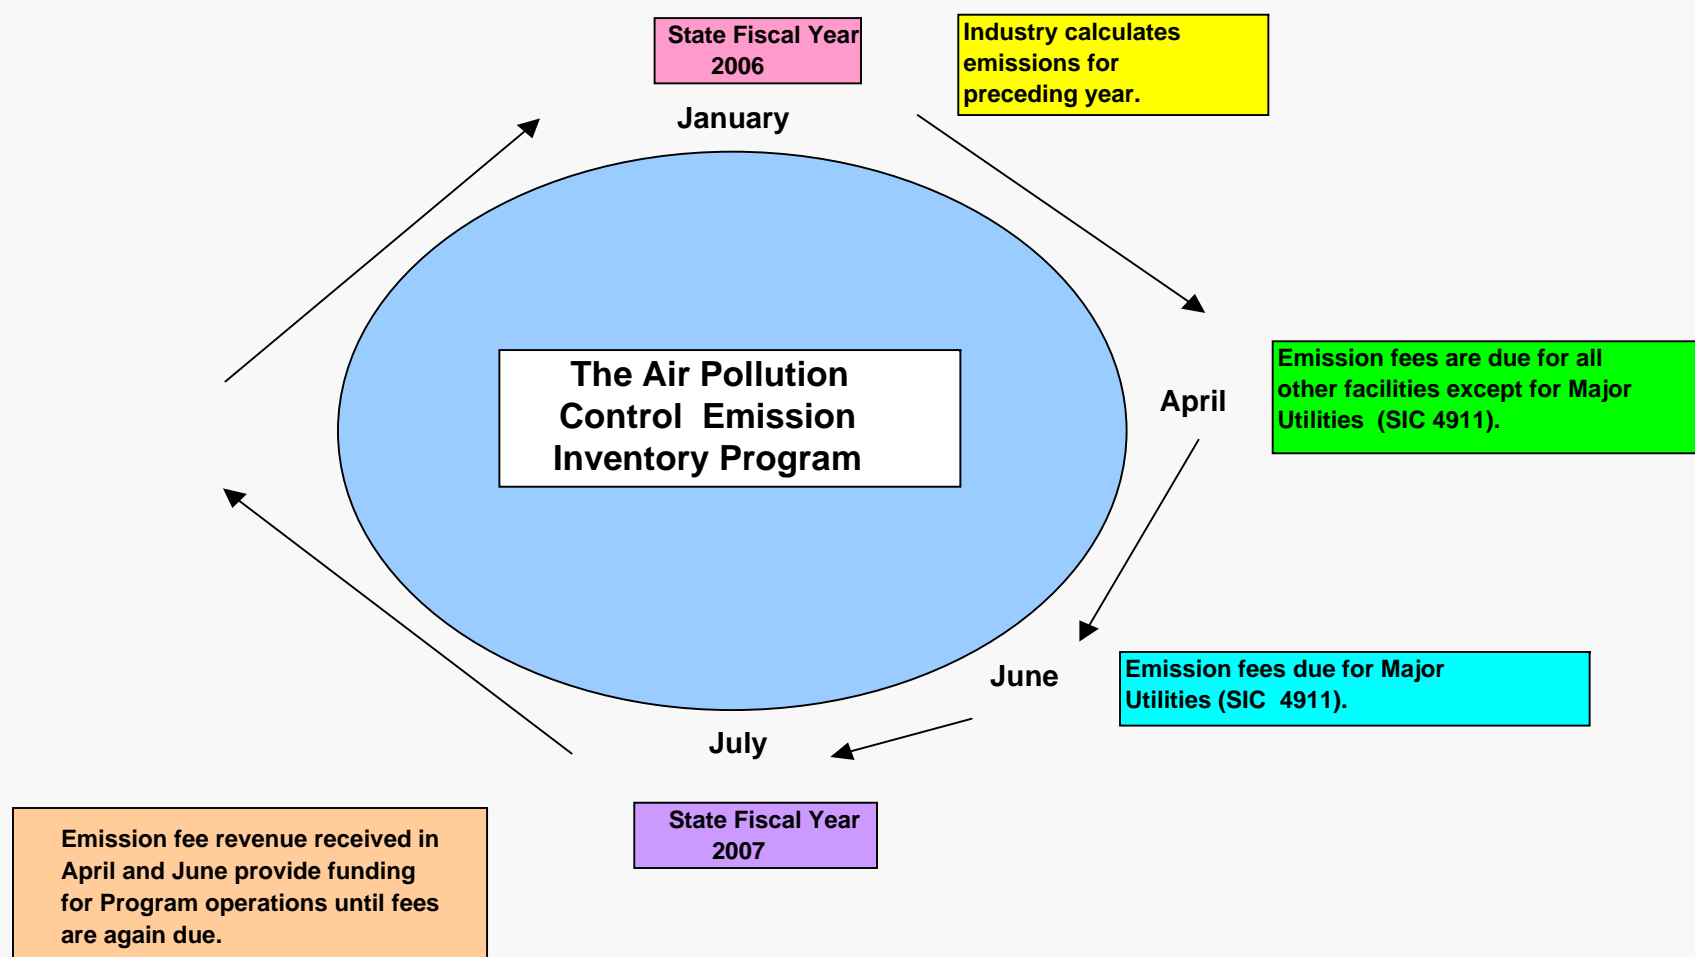 State Fiscal Year
2006
Industry calculates
emissions for
preceding year.
January
The Air Pollution
Control Emission
Inventory Program
April
Emission fees are due for all
other facilities except for Major
Utilities (SIC 4911).
June
Emission fees due for Major
Utilities (SIC 4911).
July
State Fiscal Year
2007
Emission fee revenue received in
April and June provide funding
for Program operations until fees
are again due.